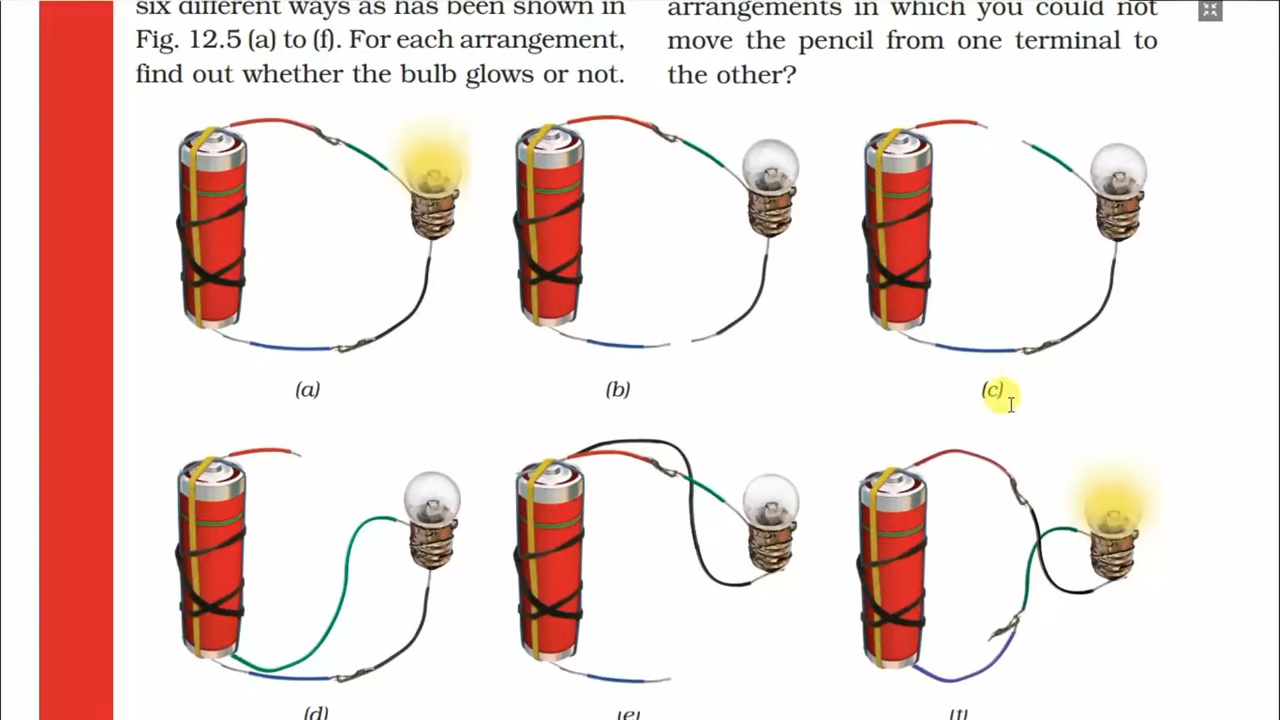 six different ways as has been shown in
Fig. 12.5 (a) to (f). For each arrangement,
find out whether the bulb glows or not.
arrangements in which you could not
move the pencil from one terminal to
the other?
(a)
(b)
(c)
(d)
(e)
(f)